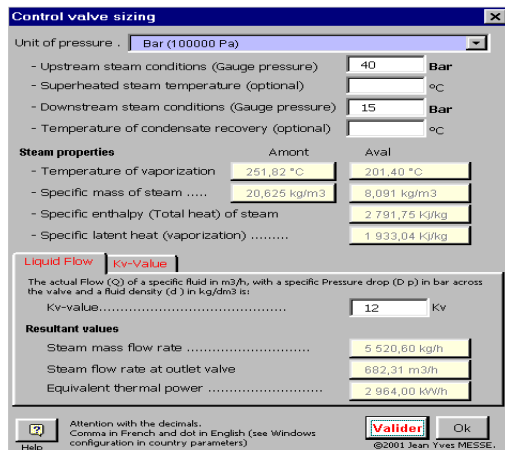 Control valve sizing
Unit of pressure . Bar (100000 Pa)
- Upstream steam conditions (Gauge pressure) 40 Bar
- Superheated steam temperature (optional) °C
- Downstream steam conditions (Gauge pressure) 15 Bar
- Temperature of condensate recovery (optional) °C
Steam properties Amont Aval
- Temperature of vaporization 251,82 °C 201,40 °C
- Specific mass of steam ..... 20,625 kg/m3 8,091 kg/m3
- Specific enthalpy (Total heat) of steam 2 791,75 Kj/kg
- Specific latent heat (vaporization) ......... 1 933,04 Kj/kg
Liquid Flow Kv-Value
The actual Flow (Q) of a specific fluid in m3/h, with a specific Pressure drop (D p) in bar across
the valve and a fluid density (d ) in kg/dm3 is:
Kv-value........................................... 12 Kv
Resultant values
Steam mass flow rate ............................ 5 520,60 kg/h
Steam flow rate at outlet valve 682,31 m3/h
Equivalent thermal power .......................... 2 964,00 kW/h
Help
Attention with the decimals.
Comma in French and dot in English (see Windows
configuration in country parameters)
Valider Ok
©2001 Jean Yves MESSE.